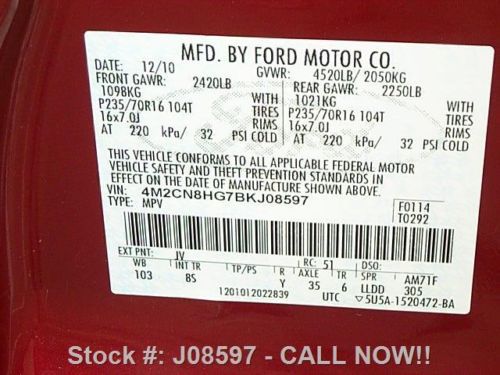 MFD. BY FORD MOTOR CO.
DATE: 12/10 GVWR: 4520LB/ 2050KG
FRONT GAWR: 2420LB REAR GAWR: 2250LB
1098KG WITH 1021KG WITH
P235/70R16 104T TIRES P235/70R16 104T TIRES
16x7.0J RIMS 16x7.0J RIMS
AT 220 kPa/ 32 PSI COLD AT 220 kPa/ 32 PSI COLD
THIS VEHICLE CONFORMS TO ALL APPLICABLE FEDERAL MOTOR
VEHICLE SAFETY AND THEFT PREVENTION STANDARDS
IN EFFECT ON THE DATE OF MANUFACTURE SHOWN ABOVE.
VIN: 4M2CN8HG7BKJ08597 F0114
TYPE: MPV T0292
EXT PNT: JV RC: 51 DSO:
WB INT TR TP/PS R AXLE TR SPR AM71F
103 BS Y 35 6 LLDD 305
1201012022839 UTC ▽5U5A-1520472-BA
Stock #: J08597 - CALL NOW!!